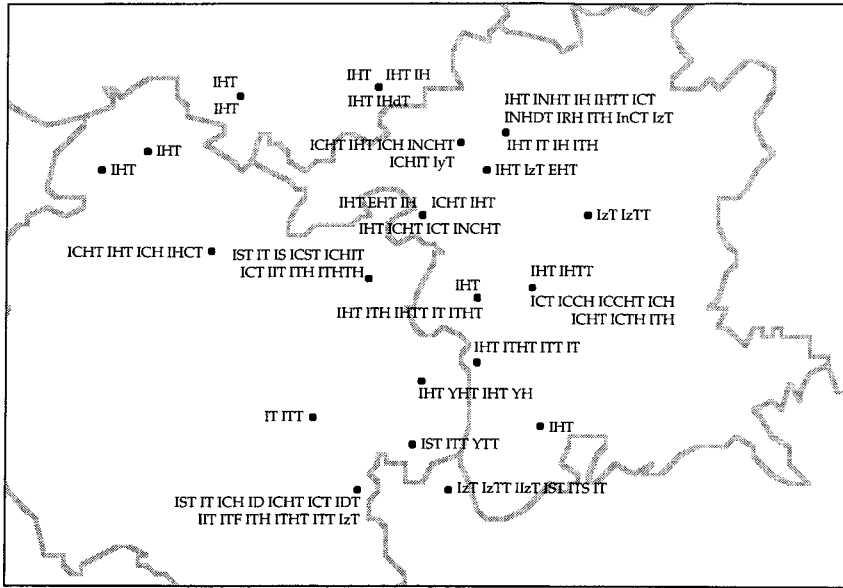 IHT
IHT
IHT IHT IH
IHT IHdT
IHT INHT IH IHTT ICT
INHDT IRH ITH InCT IzT
IHT IT IH ITH
ICHT IHT ICH INCHT
ICHIT IyT
IHT IzT EHT
IHT
IHT
IHT EHT IH ICHT IHT
IHT ICHT ICT INCHT
IzT IzTT
ICHT IHT ICH IHCT
IST IT IS ICST ICHIT
ICT IIT ITH ITHTH
IHT
IHT ITH IHTT IT ITHT
IHT IHTT
ICT ICCH ICCHT ICH
ICHT ICTH ITH
IHT ITHT ITT IT
IHT YHT IHT YH
IT ITT
IHT
IST ITT YTT
IST IT ICH ID ICHT ICT IDT
IIT ITF ITH ITHT ITT IzT
IzT IzTT IIzT IST ITS IT